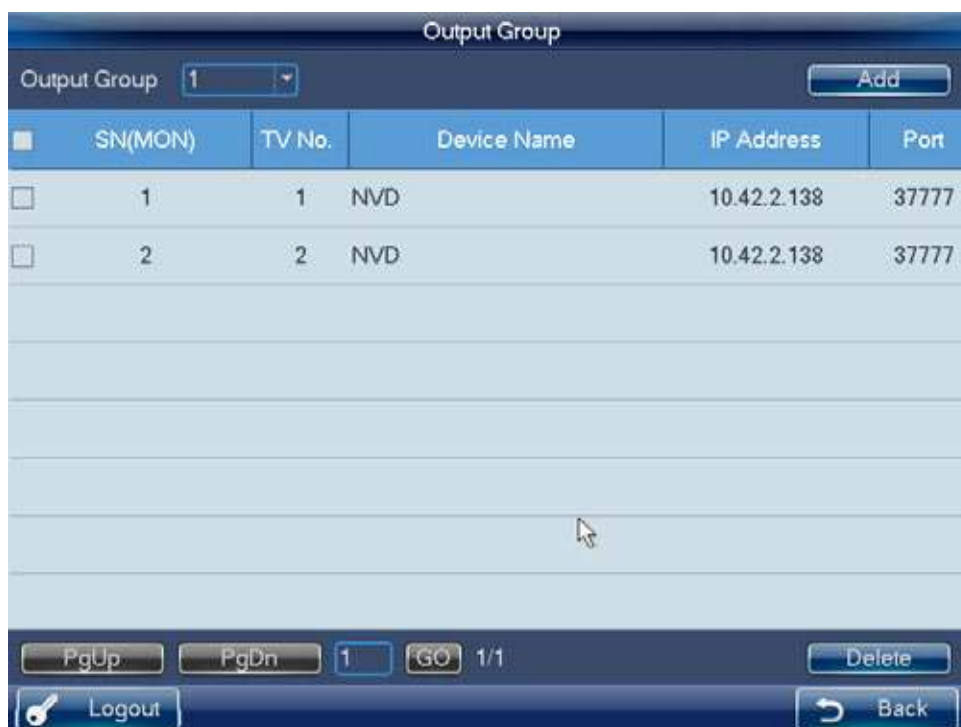 Output Group
Output Group 1 Add
SN(MON) TV No. Device Name IP Address Port
1 1 NVD 10.42.2.138 37777
2 2 NVD 10.42.2.138 37777
PgUp PgDn 1 GO 1/1 Delete
Logout Back